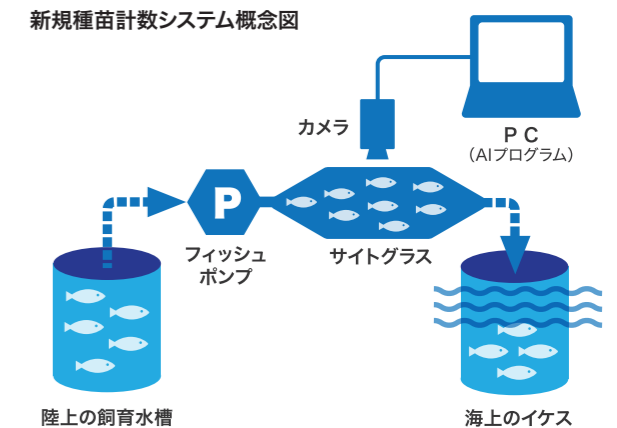 新規種苗計数システム概念図
カメラ
ＰＣ
（AIプログラム）
P
フィッシュ
ポンプ
サイトグラス
陸上の飼育水槽
海上のイケス